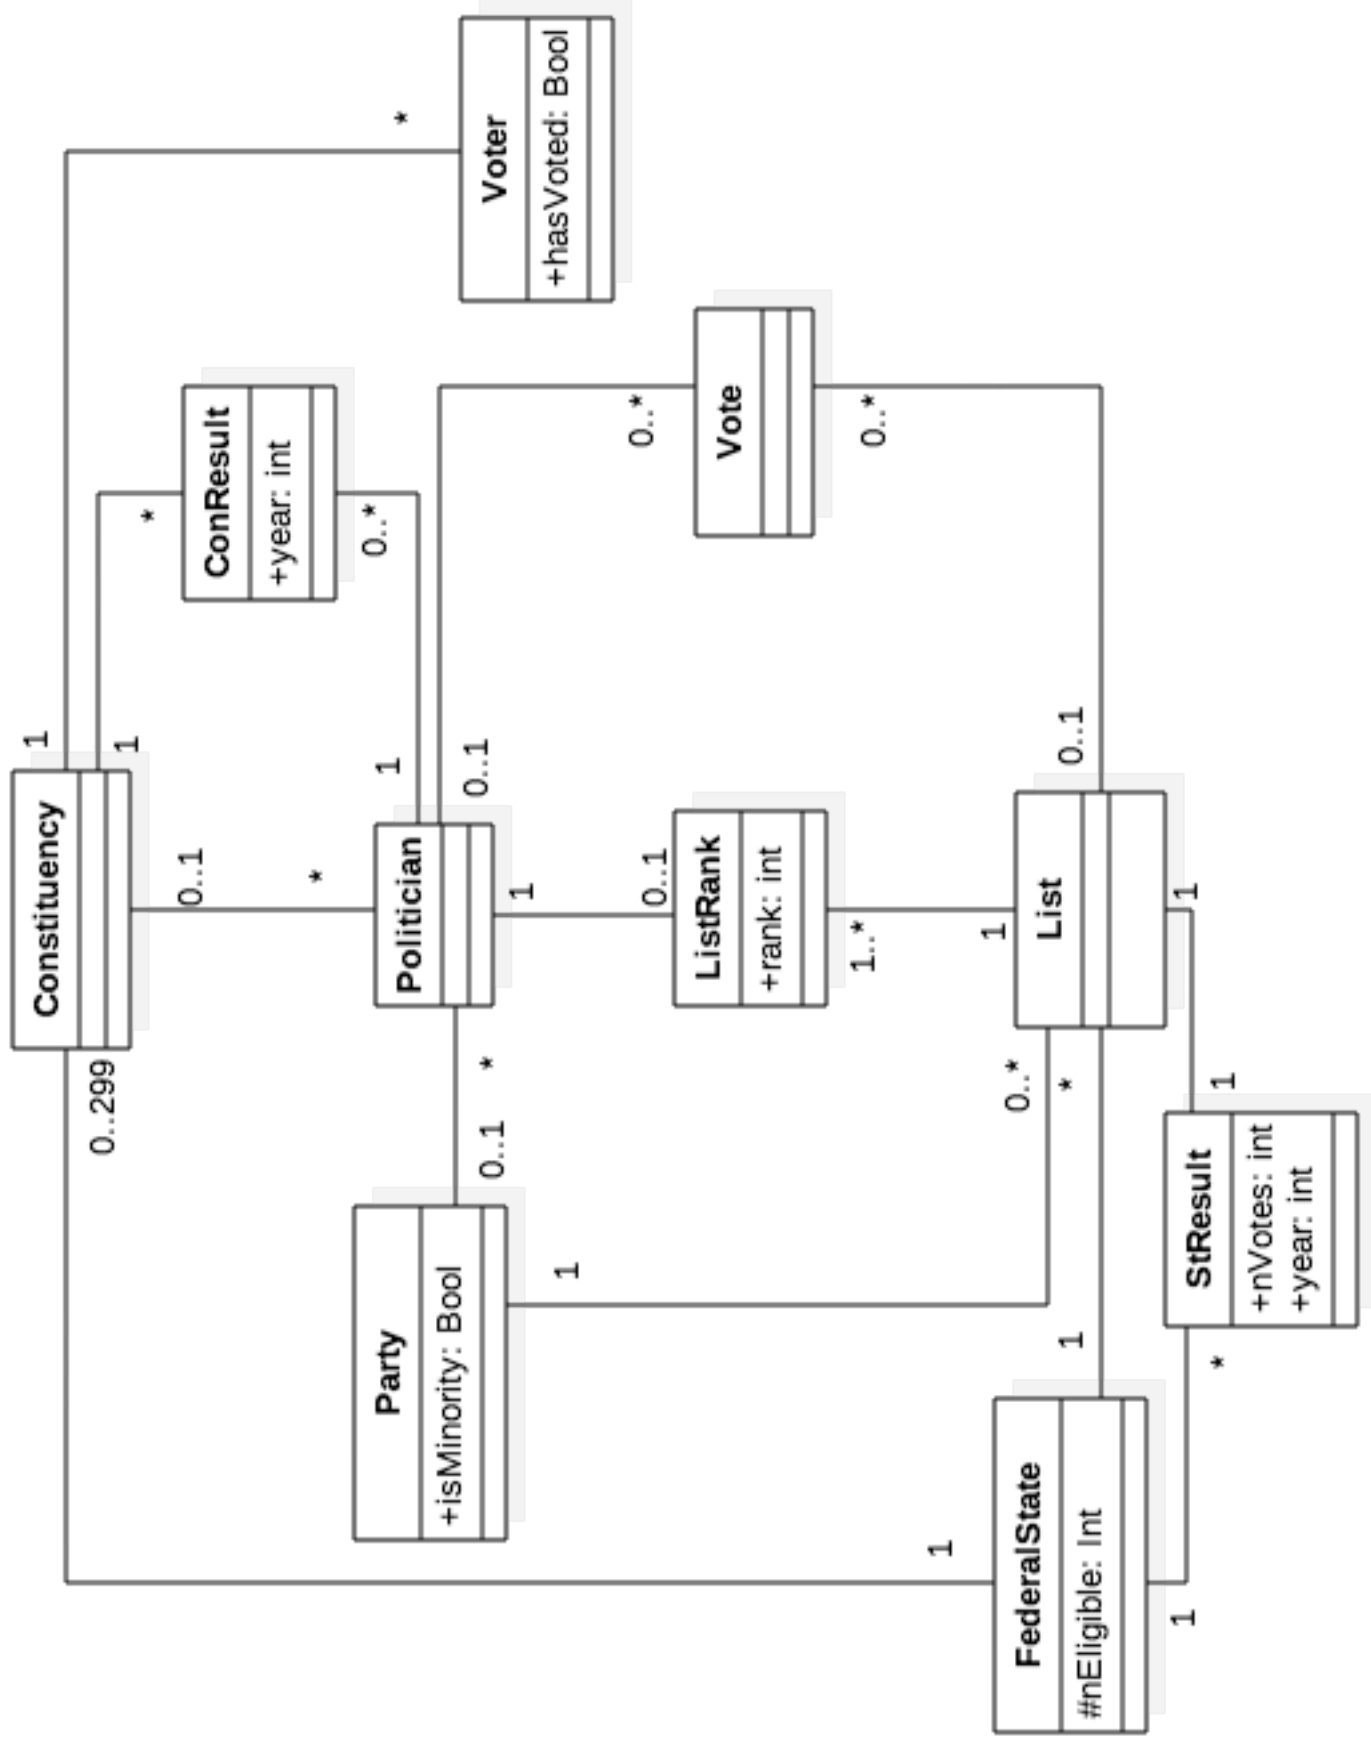 Constituency
1
0..299
1
*
0..1
ConResult
+year: int
*
0..*
Party
1
*
Politician
+isMinority: Bool
0..1
*
0..1
Voter
1
+hasVoted: Bool
1
0..*
0..1
ListRank
Vote
+rank: int
1..*
0..*
1
1
0..*
FederalState
List
*
1
0..1
#nEligible: Int
1
1
StResult
*
1
+nVotes: int
+year: int